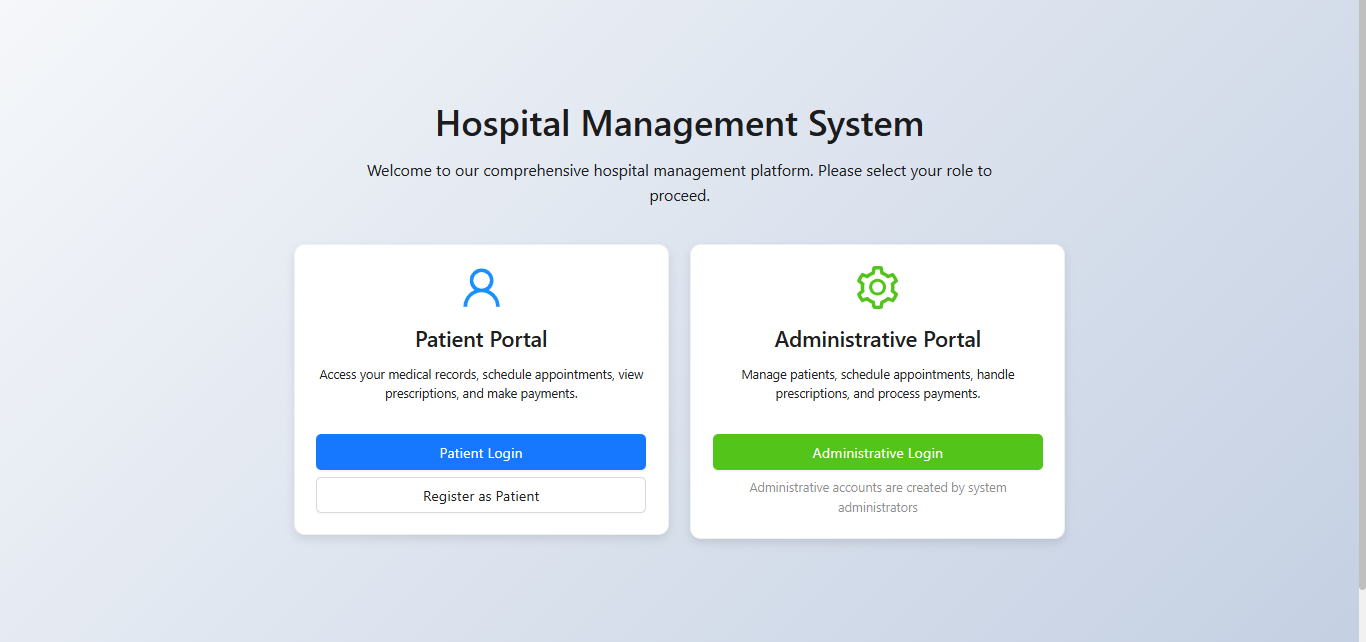 Hospital Management System
Welcome to our comprehensive hospital management platform. Please select your role to
proceed.
Patient Portal
Access your medical records, schedule appointments, view
prescriptions, and make payments.
Patient Login
Register as Patient
Administrative Portal
Manage patients, schedule appointments, handle
prescriptions, and process payments.
Administrative Login
Administrative accounts are created by system
administrators